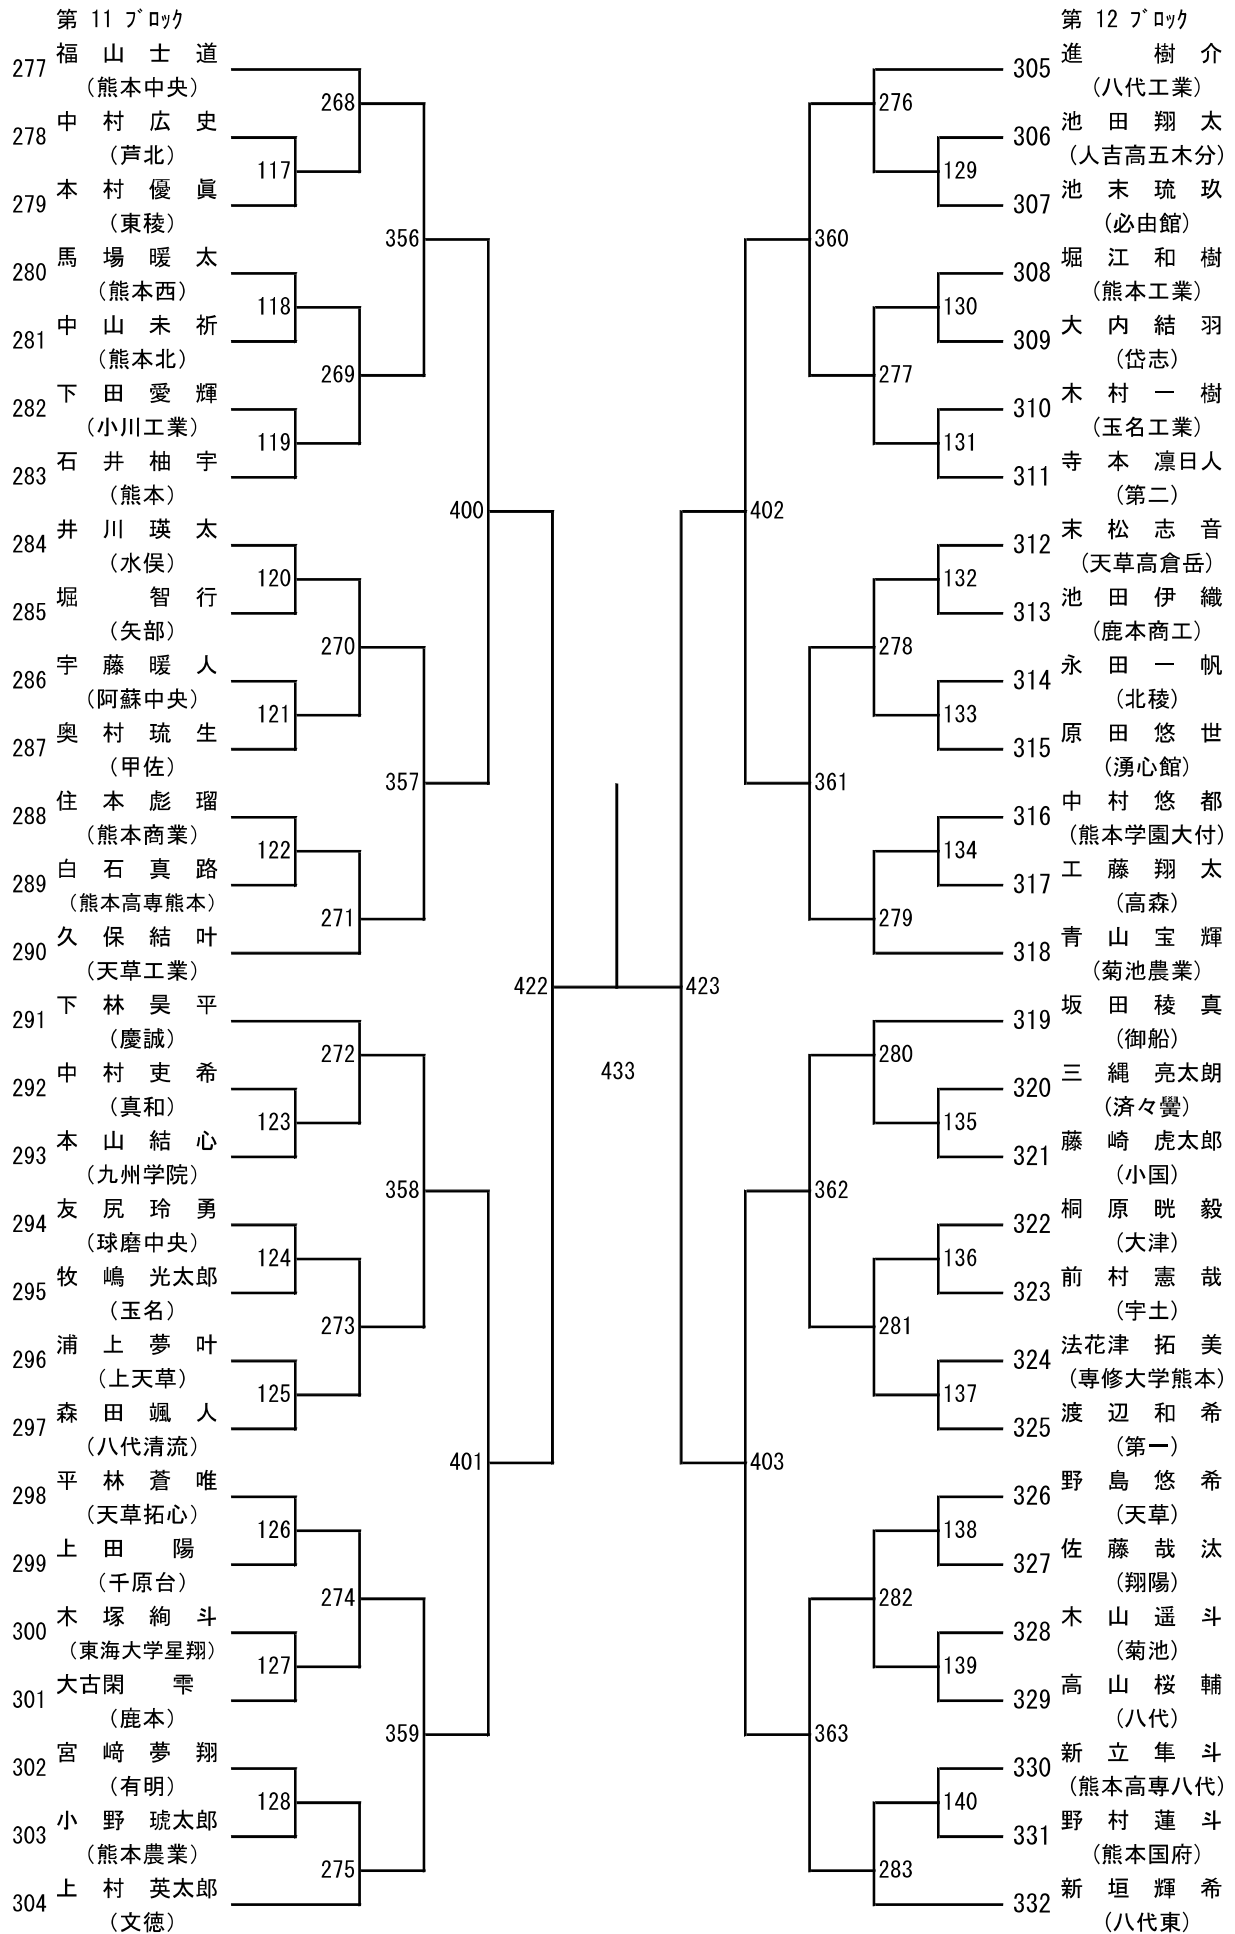 第 11 ブロック
277 福 山 士 道
(熊本中央)
268
278 中 村 広 史
(芦北)
117
279 本 村 優 眞
(東稜)
356
280 馬 場 暖 太
(熊本西)
118
281 中 山 未 祈
(熊本北)
269
282 下 田 愛 輝
(小川工業)
119
283 石 井 柚 宇
(熊本)
400
284 井 川 瑛 太
(水俣)
120
285 堀 智 行
(矢部)
270
286 宇 藤 暖 人
(阿蘇中央)
121
287 奥 村 琉 生
(甲佐)
357
288 住 本 彪 瑠
(熊本商業)
122
289 白 石 真 路
(熊本高専熊本)
271
290 久 保 結 叶
(天草工業)
422
291 下 林 昊 平
(慶誠)
272
292 中 村 吏 希
(真和)
123
293 本 山 結 心
(九州学院)
358
294 友 尻 玲 勇
(球磨中央)
124
295 牧 嶋 光太郎
(玉名)
273
296 浦 上 夢 叶
(上天草)
125
297 森 田 颯 人
(八代清流)
401
298 平 林 蒼 唯
(天草拓心)
126
299 上 田 陽
(千原台)
274
300 木 塚 絢 斗
(東海大学星翔)
127
301 大古閑 雫
(鹿本)
359
302 宮 﨑 夢 翔
(有明)
128
303 小 野 琥太郎
(熊本農業)
275
304 上 村 英太郎
(文徳)
433
第 12 ブロック
305 進 樹 介
(八代工業)
276
306 池 田 翔 太
(人吉高五木分)
129
307 池 末 琉 玖
(必由館)
360
308 堀 江 和 樹
(熊本工業)
130
309 大 内 結 羽
(岱志)
277
310 木 村 一 樹
(玉名工業)
131
311 寺 本 凛日人
(第二)
402
312 末 松 志 音
(天草高倉岳)
132
313 池 田 伊 織
(鹿本商工)
278
314 永 田 一 帆
(北稜)
133
315 原 田 悠 世
(湧心館)
361
316 中 村 悠 都
(熊本学園大付)
134
317 工 藤 翔 太
(高森)
279
318 青 山 宝 輝
(菊池農業)
423
319 坂 田 稜 真
(御船)
280
320 三 縄 亮太朗
(済々黌)
135
321 藤 崎 虎太郎
(小国)
362
322 桐 原 晄 毅
(大津)
136
323 前 村 憲 哉
(宇土)
281
324 法花津 拓 美
(専修大学熊本)
137
325 渡 辺 和 希
(第一)
403
326 野 島 悠 希
(天草)
138
327 佐 藤 哉 汰
(翔陽)
282
328 木 山 遥 斗
(菊池)
139
329 高 山 桜 輔
(八代)
363
330 新 立 隼 斗
(熊本高専八代)
140
331 野 村 蓮 斗
(熊本国府)
283
332 新 垣 輝 希
(八代東)